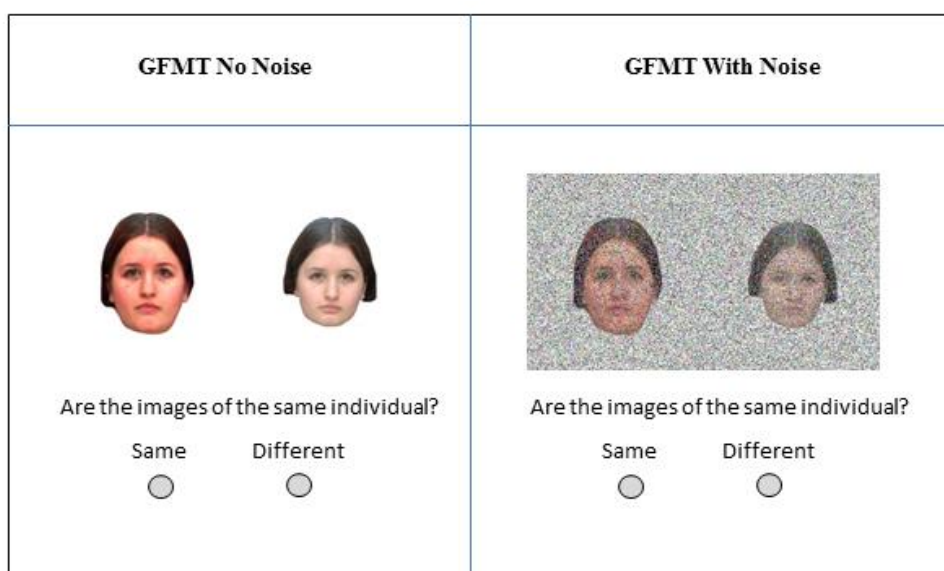 GFMT No Noise
GFMT With Noise
Are the images of the same individual?
Same Different
Are the images of the same individual?
Same Different